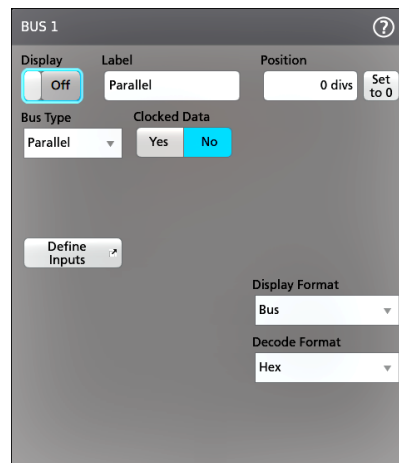 BUS 1
?
Display Label Position
Off Parallel 0 divs Set to 0
Bus Type Clocked Data
Parallel Yes No
Define
Inputs
Display Format
Bus
Decode Format
Hex